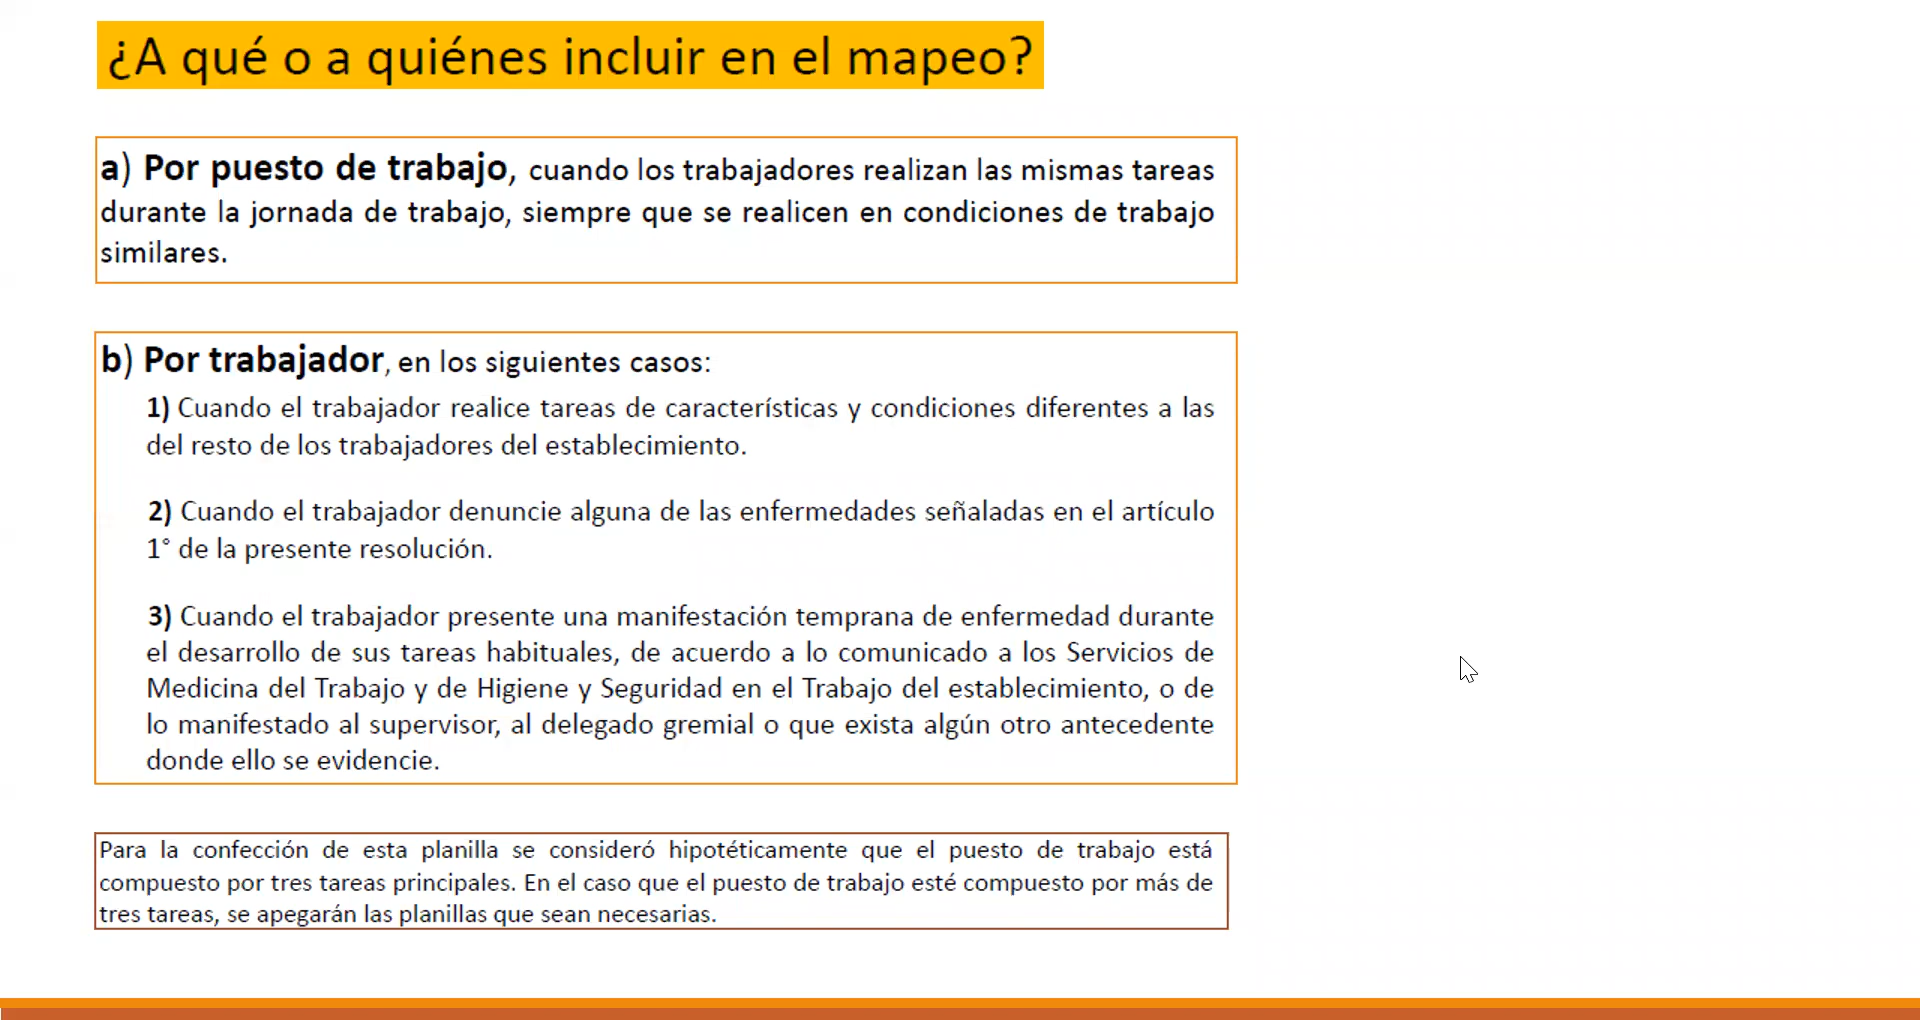 ¿A qué o a quiénes incluir en el mapeo?
a) Por puesto de trabajo, cuando los trabajadores realizan las mismas tareas
durante la jornada de trabajo, siempre que se realicen en condiciones de trabajo
similares.
b) Por trabajador, en los siguientes casos:
1) Cuando el trabajador realice tareas de características y condiciones diferentes a las
del resto de los trabajadores del establecimiento.
2) Cuando el trabajador denuncie alguna de las enfermedades señaladas en el artículo
1° de la presente resolución.
3) Cuando el trabajador presente una manifestación temprana de enfermedad durante
el desarrollo de sus tareas habituales, de acuerdo a lo comunicado a los Servicios de
Medicina del Trabajo y de Higiene y Seguridad en el Trabajo del establecimiento, o de
lo manifestado al supervisor, al delegado gremial o que exista algún otro antecedente
donde ello se evidencie.
Para la confección de esta planilla se consideró hipotéticamente que el puesto de trabajo está
compuesto por tres tareas principales. En el caso que el puesto de trabajo esté compuesto por más de
tres tareas, se apegarán las planillas que sean necesarias.